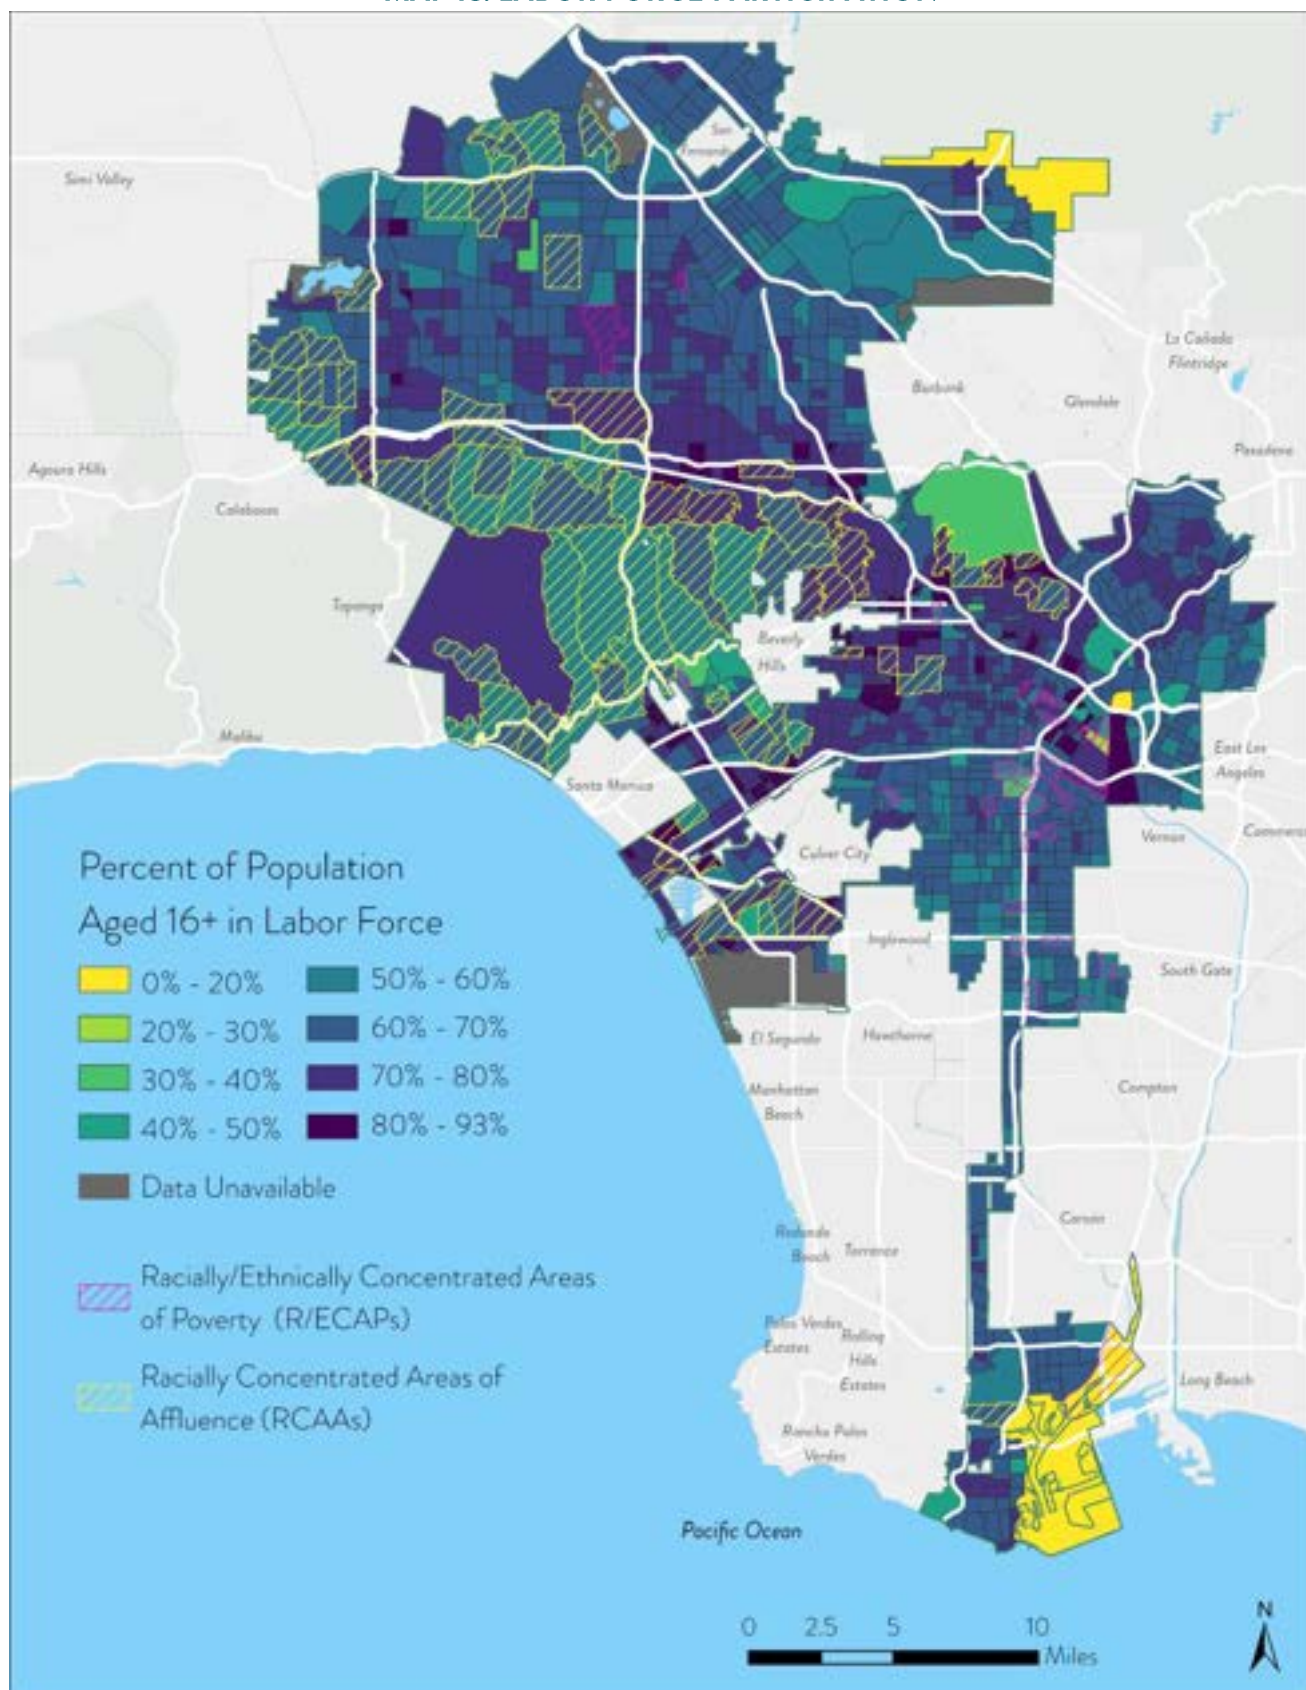 San
Fernando
Simi Valley
La Cañada
Flintridge
Burbank
Glendale
Pasadena
Agoura Hills
Calabasas
Topanga
Beverly
Hills
Malibu
East Los
Angeles
Santa Monica
Vernon
Commerce
Culver City
Percent of Population
Aged 16+ in Labor Force
0% - 20%
50% - 60%
20% - 30%
60% - 70%
30% - 40%
70% - 80%
40% - 50%
80% - 93%
Data Unavailable
Inglewood
South Gate
El Segundo
Hawthorne
Manhattan
Beach
Compton
Racially/Ethnically Concentrated Areas
of Poverty (R/ECAPs)
Racially Concentrated Areas of
Affluence (RCAAs)
Redondo
Beach
Torrance
Carson
Palos Verdes
Estates
Rolling
Hills
Estates
Long Beach
Rancho Palos
Verdes
Pacific Ocean
0 2.5 5 10
Miles
N